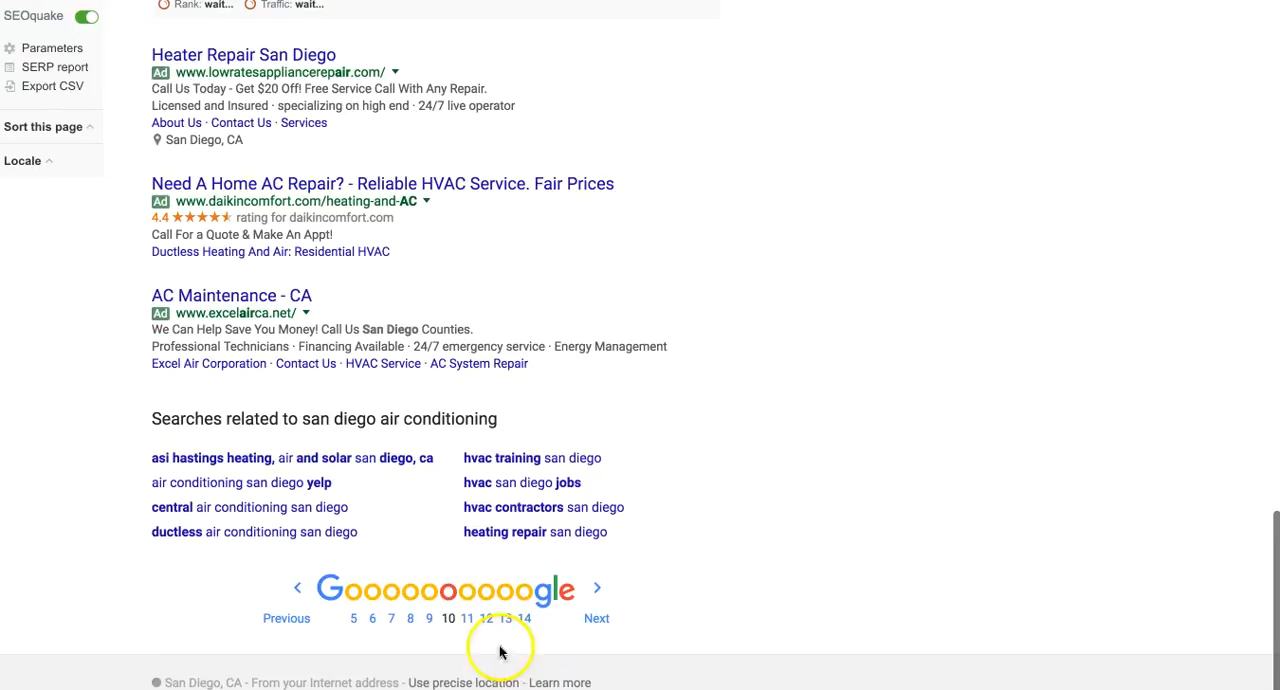 SEOquake
Parameters
SERP report
Export CSV
Sort this page
Locale
Rank: wait... Traffic: wait...
Heater Repair San Diego
Ad www.lowratesappliancerepair.com/
Call Us Today - Get $20 Off! Free Service Call With Any Repair.
Licensed and Insured · specializing on high end · 24/7 live operator
About Us · Contact Us · Services
San Diego, CA
Need A Home AC Repair? - Reliable HVAC Service. Fair Prices
Ad www.daikincomfort.com/heating-and-AC
4.4 ★★★★★ rating for daikincomfort.com
Call For a Quote & Make An Appt!
Ductless Heating And Air: Residential HVAC
AC Maintenance - CA
Ad www.excelairca.net/
We Can Help Save You Money! Call Us San Diego Counties.
Professional Technicians · Financing Available · 24/7 emergency service · Energy Management
Excel Air Corporation · Contact Us · HVAC Service · AC System Repair
Searches related to san diego air conditioning
asi hastings heating, air and solar san diego, ca
air conditioning san diego yelp
central air conditioning san diego
ductless air conditioning san diego
hvac training san diego
hvac san diego jobs
hvac contractors san diego
heating repair san diego
Goooooooooogle
Previous 5 6 7 8 9 10 11 12 13 14 Next
San Diego, CA - From your Internet address - Use precise location - Learn more